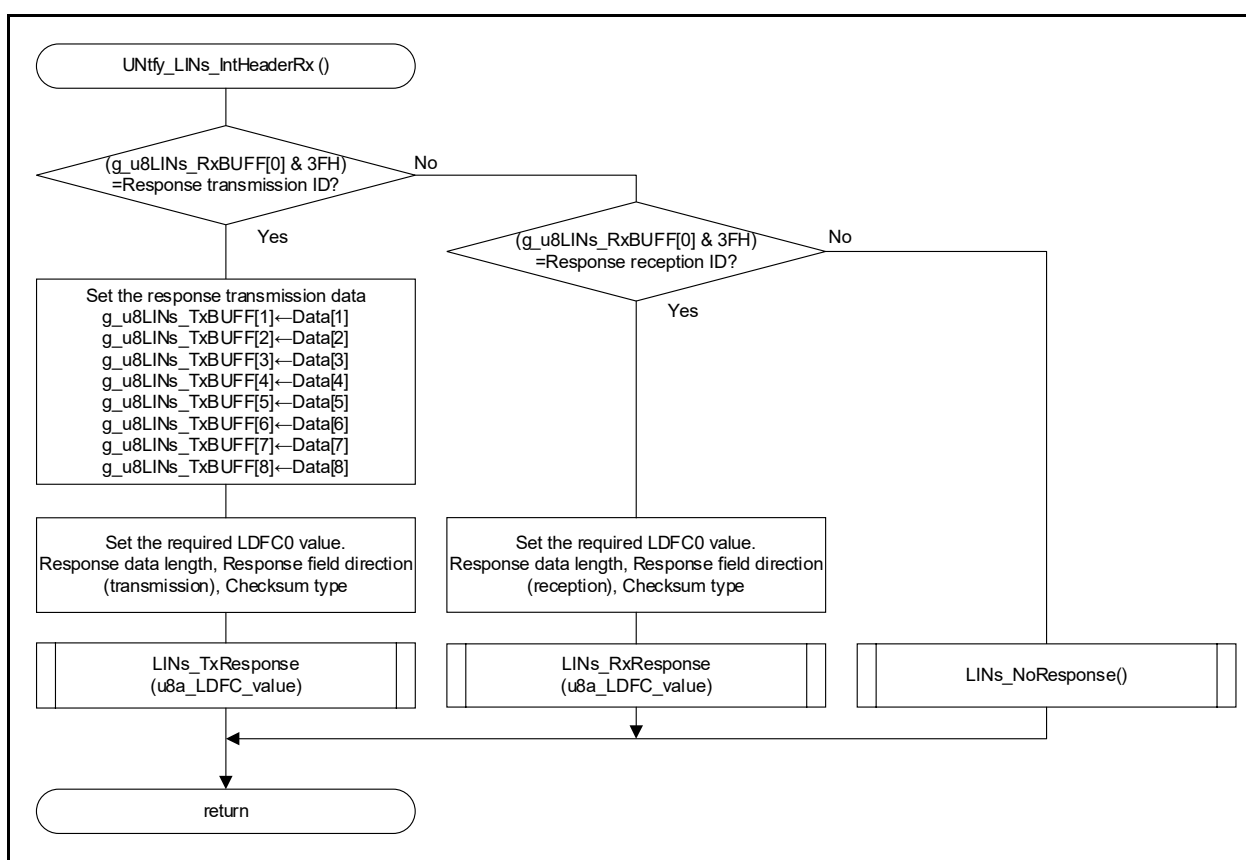 UNtfy_LINs_IntHeaderRx ()
(g_u8LINs_RxBUFF[0] & 3FH)
=Response transmission ID?
No
Yes
(g_u8LINs_RxBUFF[0] & 3FH)
=Response reception ID?
No
Yes
Set the response transmission data
g_u8LINs_TxBUFF[1]←Data[1]
g_u8LINs_TxBUFF[2]←Data[2]
g_u8LINs_TxBUFF[3]←Data[3]
g_u8LINs_TxBUFF[4]←Data[4]
g_u8LINs_TxBUFF[5]←Data[5]
g_u8LINs_TxBUFF[6]←Data[6]
g_u8LINs_TxBUFF[7]←Data[7]
g_u8LINs_TxBUFF[8]←Data[8]
Set the required LDFC0 value.
Response data length, Response field direction
(transmission), Checksum type
Set the required LDFC0 value.
Response data length, Response field direction
(reception), Checksum type
LINs_TxResponse
(u8a_LDFC_value)
LINs_RxResponse
(u8a_LDFC_value)
LINs_NoResponse()
return